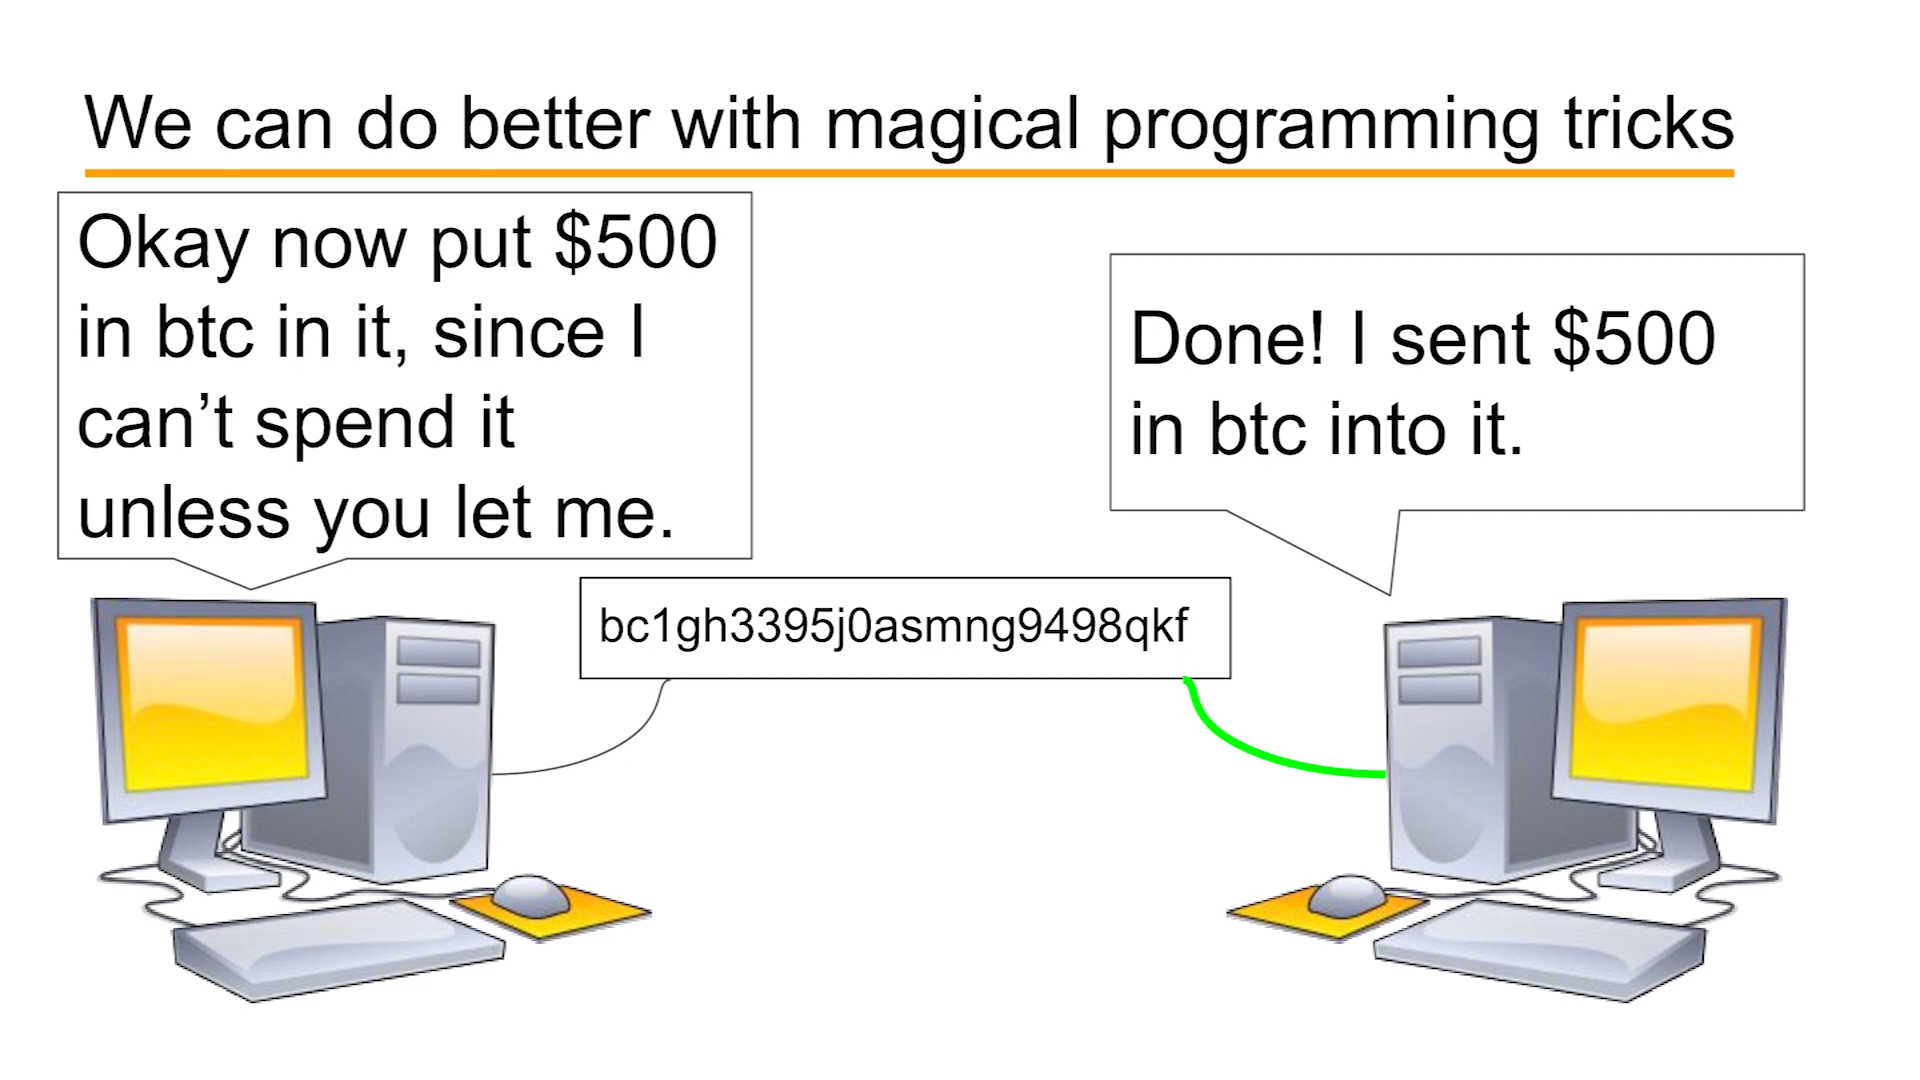 We can do better with magical programming tricks
Okay now put $500
in btc in it, since I
can’t spend it
unless you let me.
Done! I sent $500
in btc into it.
bc1gh3395j0asmng9498qkf